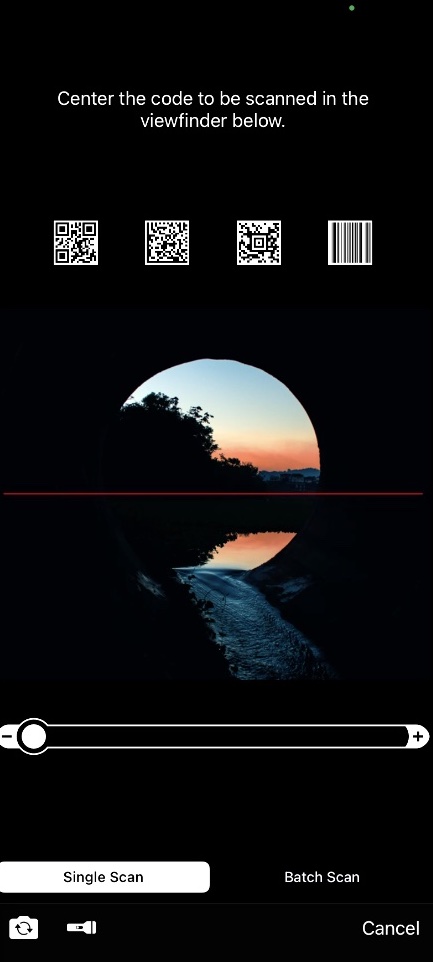 Center the code to be scanned in the
viewfinder below.
Single Scan
Batch Scan
Cancel